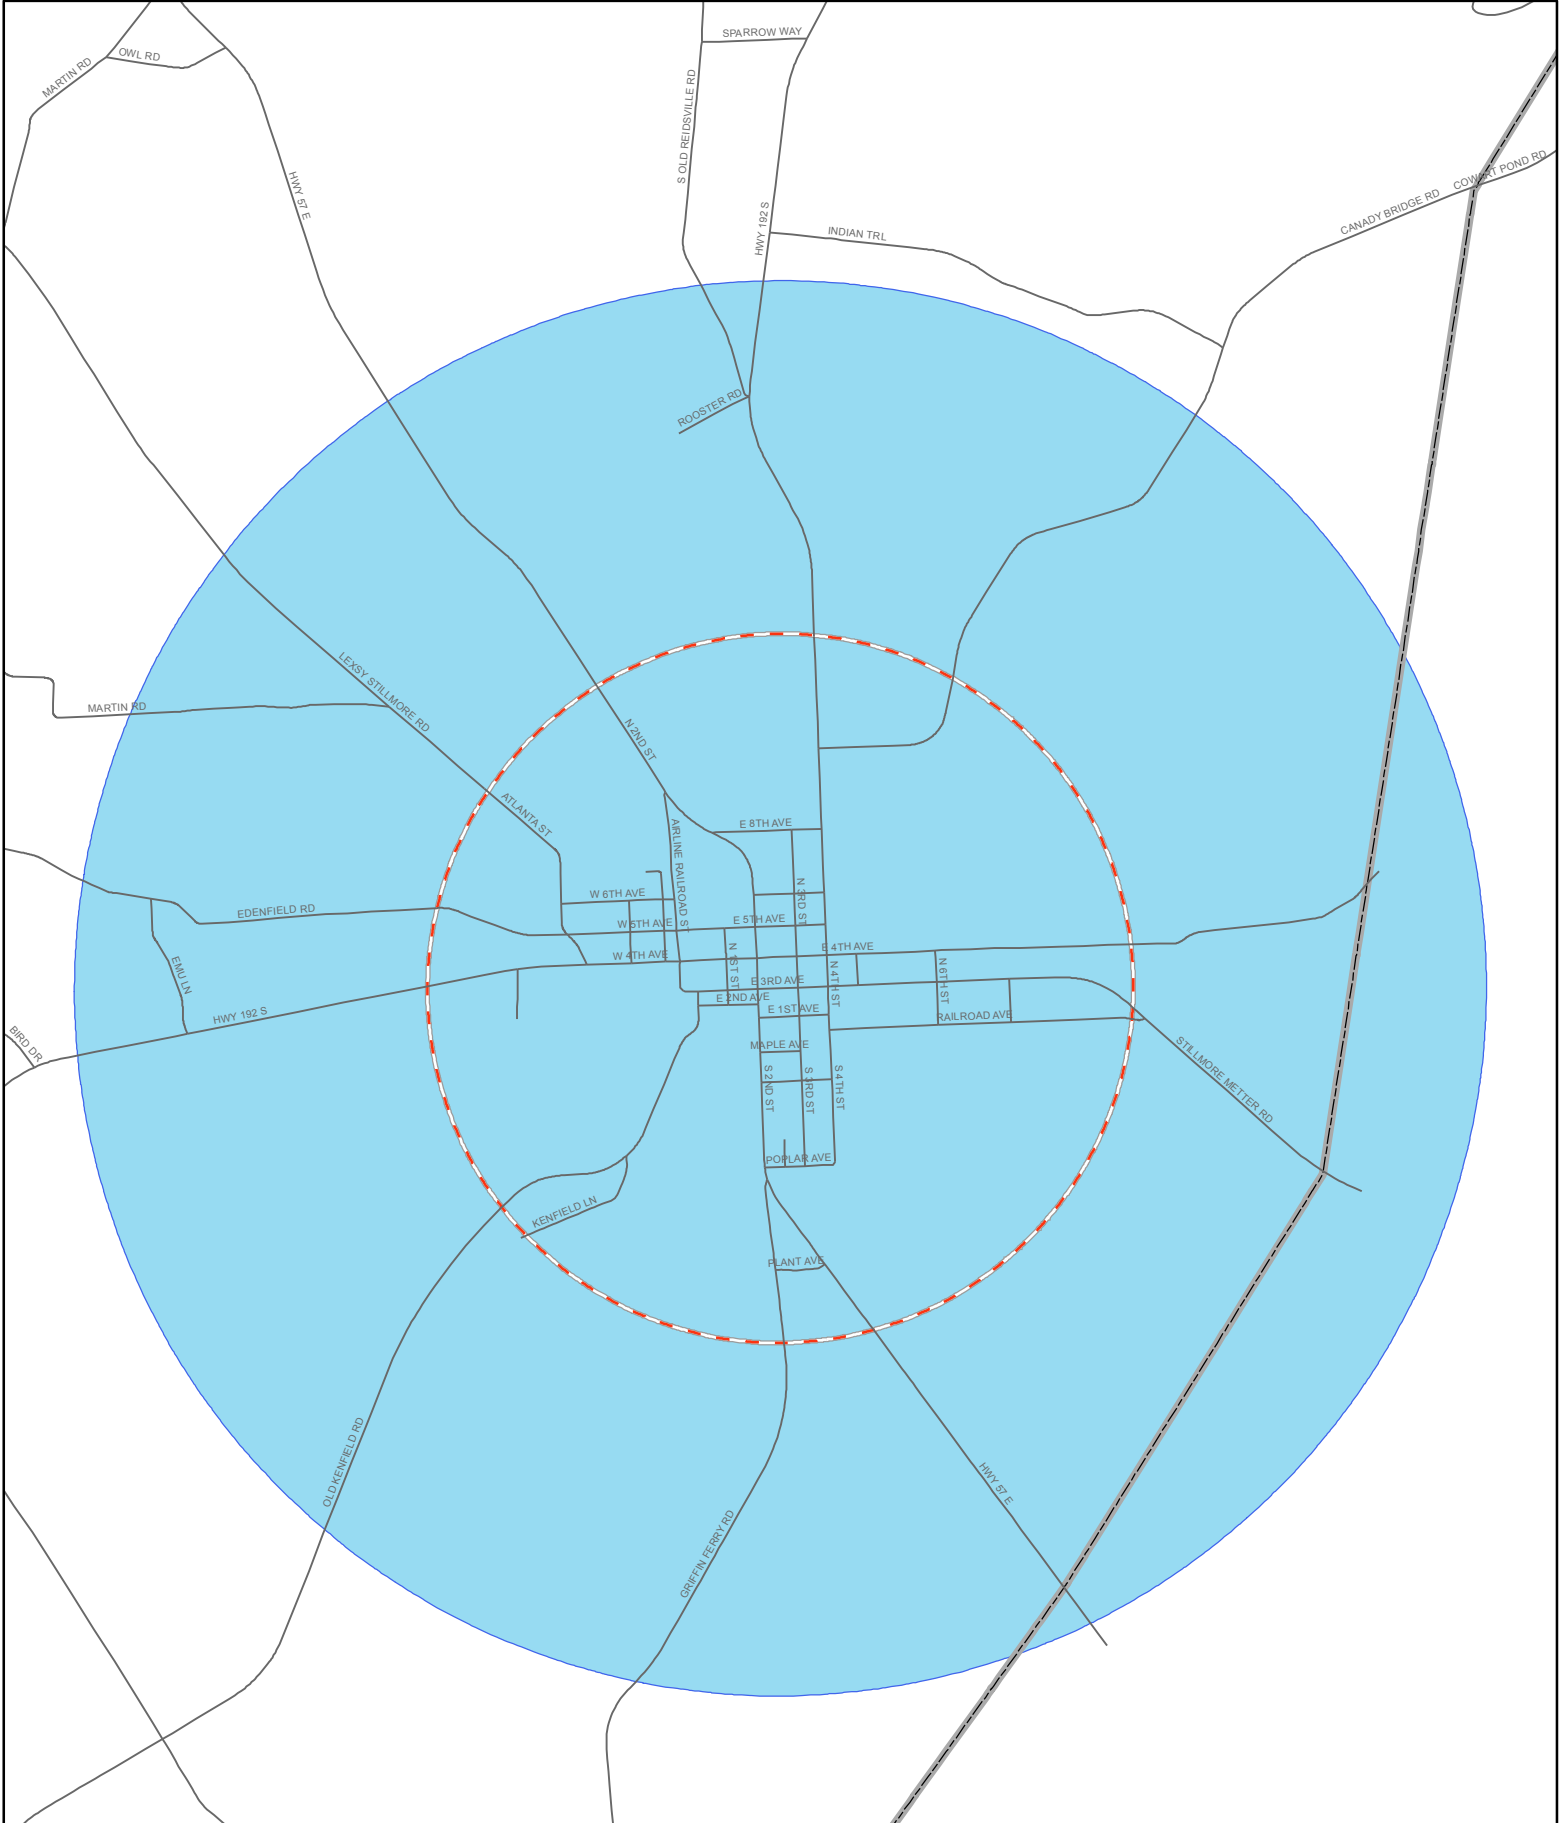 SPARROW WAY
OWL RD
MARTIN RD
S OLD REIDSVILLE RD
COWART POND RD
CANADY BRIDGE RD
HWY 57 E
HWY 192 S
INDIAN TRL
ROOSTER RD
LEXSY STILLMORE RD
MARTIN RD
N 2ND ST
ATLANTA ST
E 8TH AVE
AIRLINE RAILROAD ST
W 6TH AVE
N 3RD ST
EDENFIELD RD
W 5TH AVE
E 5TH AVE
E 4TH AVE
W 4TH AVE
N 1ST ST
EMU LN
E 3RD AVE
N 4TH ST
N 6TH ST
E 2ND AVE
E 1ST AVE
HWY 192 S
RAILROAD AVE
BIRD DR
MAPLE AVE
STILLMORE METTER RD
S 2ND ST
S 3RD ST
S 4TH ST
POPLAR AVE
KENFIELD LN
PLANT AVE
OLD KENFIELD RD
HWY 57 E
GRIFFIN FERRY RD